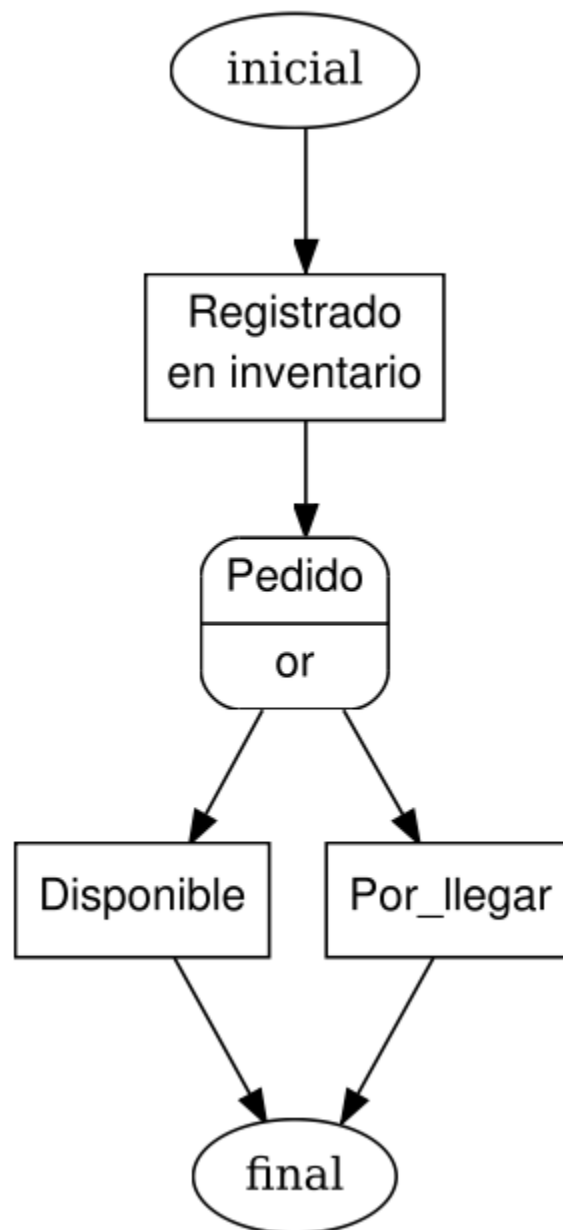 inicial
Registrado
en inventario
Pedido
or
Disponible
Por_llegar
final